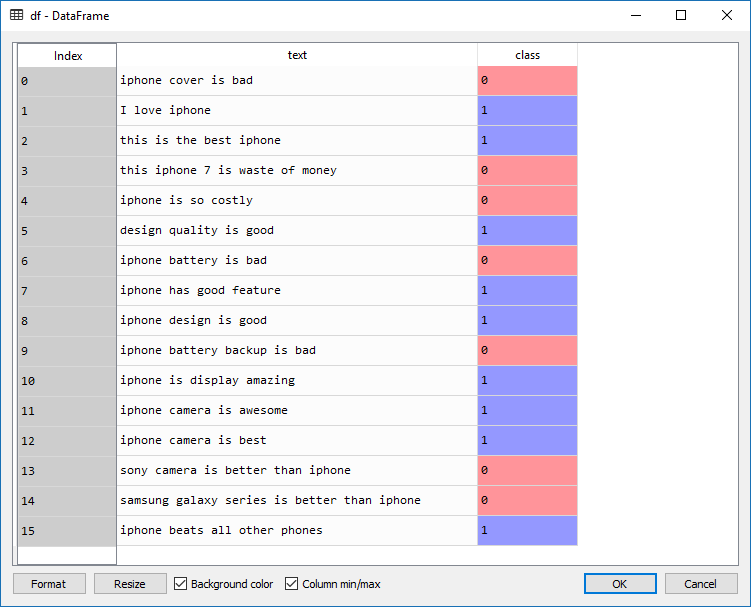 df - DataFrame
Index text class
0 iphone cover is bad 0
1 I love iphone 1
2 this is the best iphone 1
3 this iphone 7 is waste of money 0
4 iphone is so costly 0
5 design quality is good 1
6 iphone battery is bad 0
7 iphone has good feature 1
8 iphone design is good 1
9 iphone battery backup is bad 0
10 iphone is display amazing 1
11 iphone camera is awesome 1
12 iphone camera is best 1
13 sony camera is better than iphone 0
14 samsung galaxy series is better than iphone 0
15 iphone beats all other phones 1
Format Resize Background color Column min/max OK Cancel